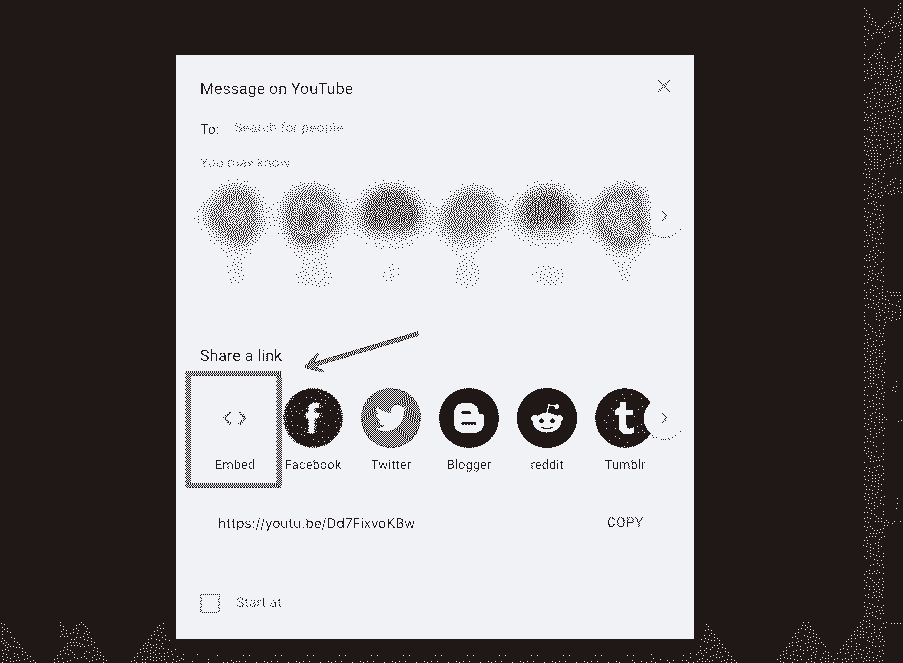 Message on YouTube
To: Search for people
You may know
Share a link
Embed Facebook Twitter Blogger reddit Tumblr
https://youtu.be/Dd7FixvoKBw COPY
Start at